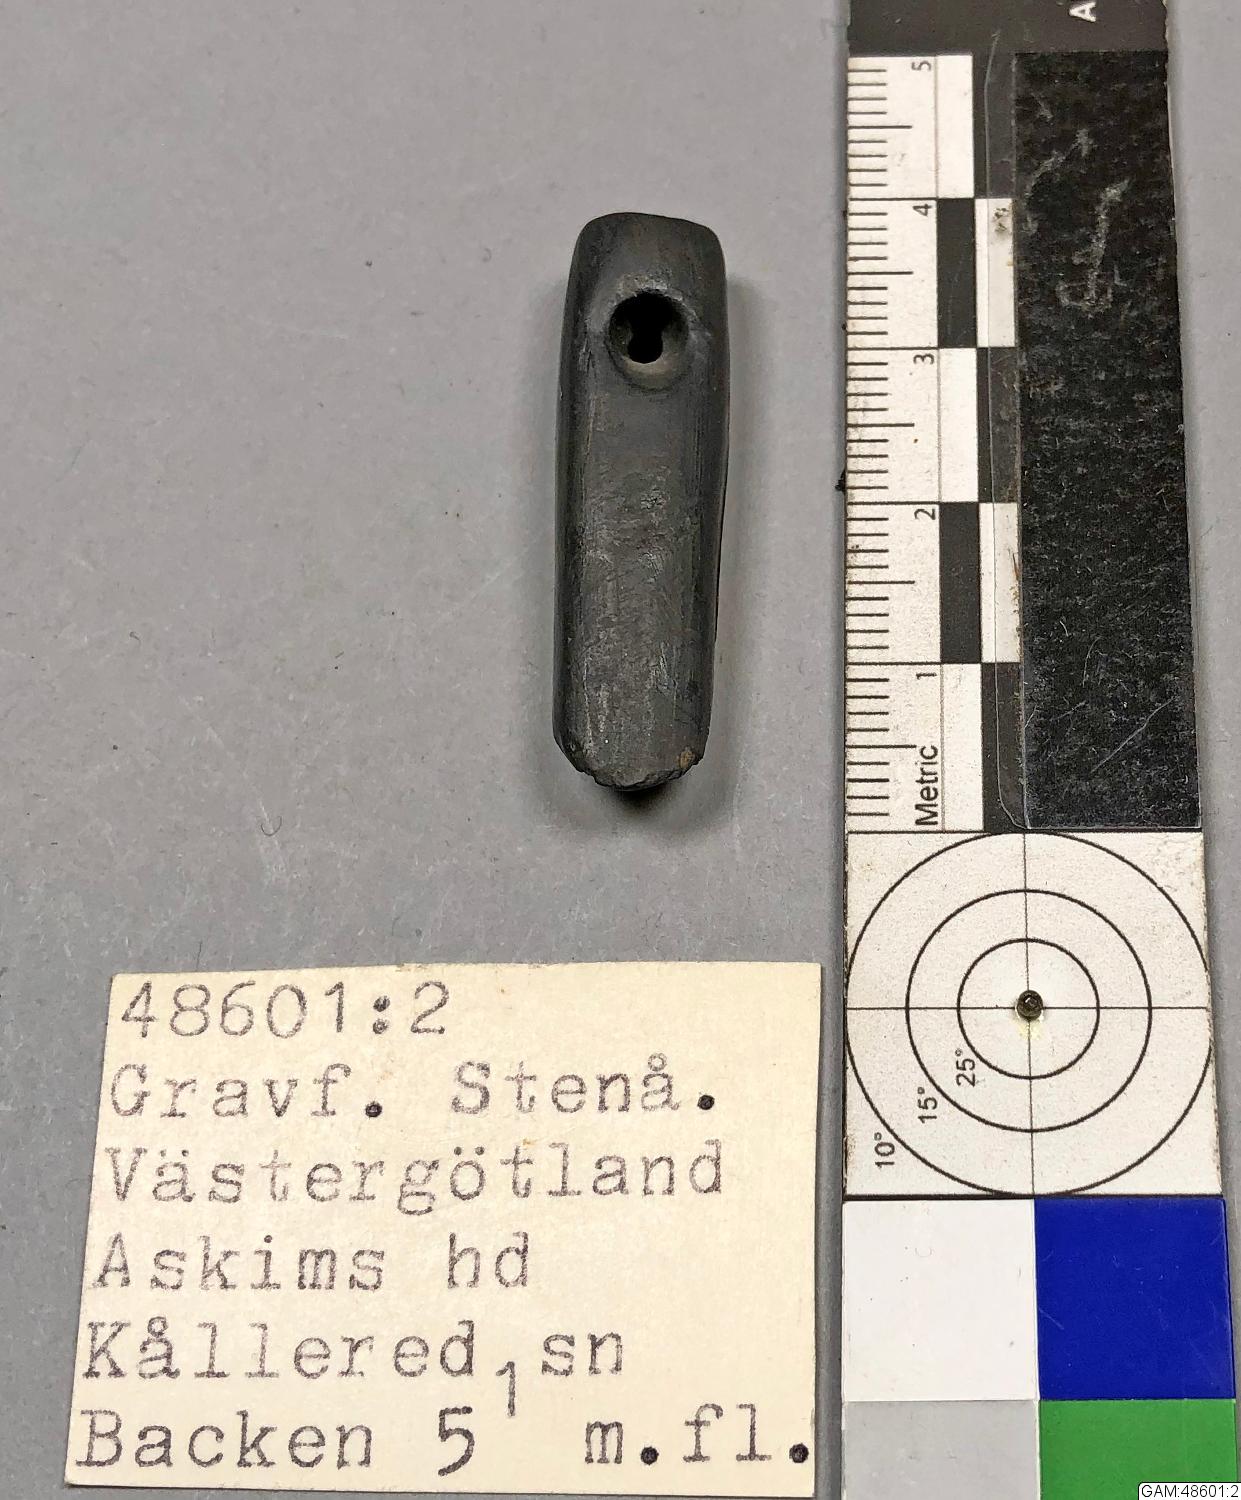 48601:2
Gravf. Stenå.
Västergötland
Askims hd
Kållered sn
Backen 5¹ m.fl.
A
5
4
3
2
1
Metric
25°
15°
10°
GAM:48601:2